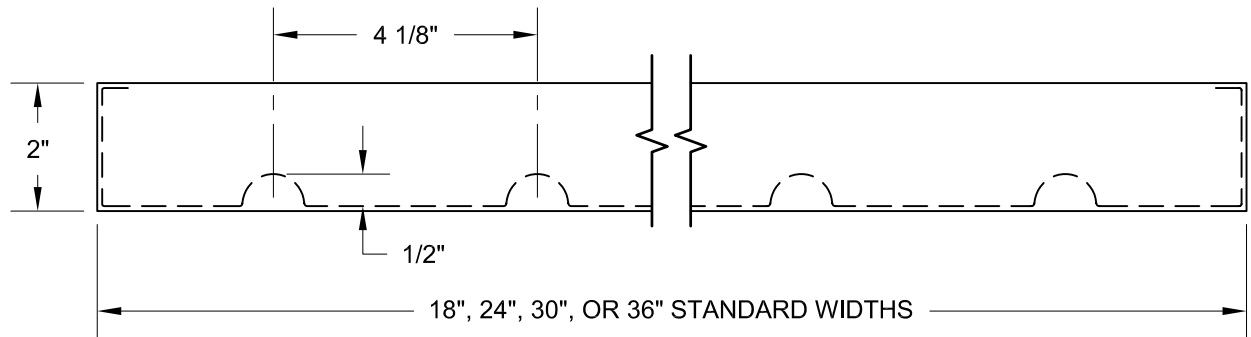 4 1/8"
2"
1/2"
18", 24", 30", OR 36" STANDARD WIDTHS